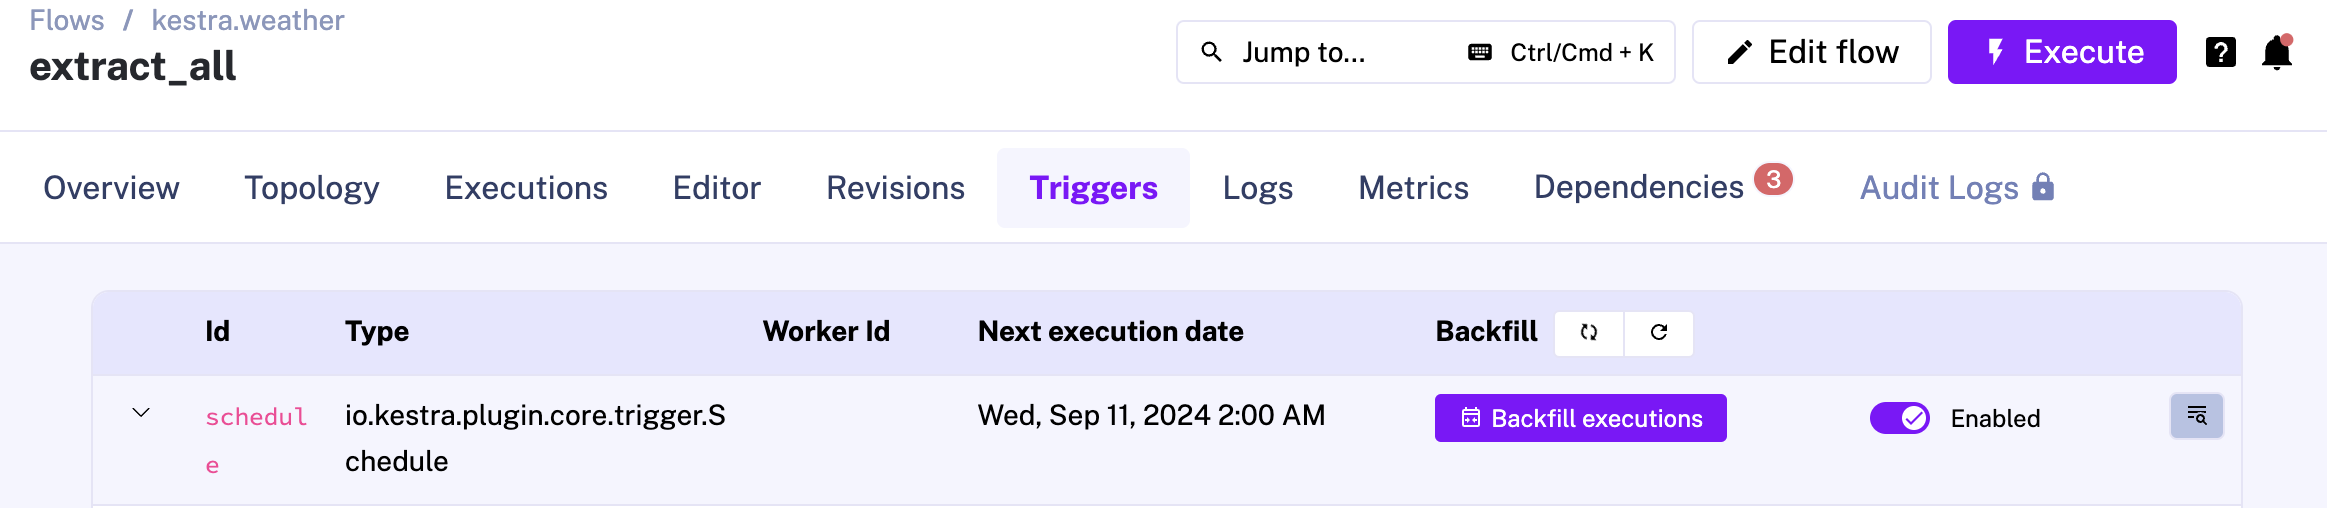 Flows / kestra.weather
extract_all
Jump to... Ctrl/Cmd + K
Edit flow
Execute
?
Overview Topology Executions Editor Revisions Triggers Logs Metrics Dependencies 3 Audit Logs
Id Type Worker Id Next execution date Backfill
schedul io.kestra.plugin.core.trigger.S Wed, Sep 11, 2024 2:00 AM Backfill executions Enabled
e chedule